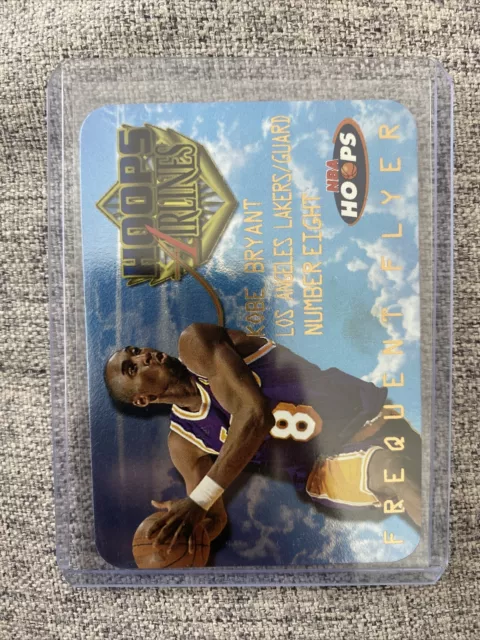 HOOPS
AIRLINES
KOBE BRYANT
LOS ANGELES LAKERS/GUARD
NUMBER EIGHT
NBA
HOOPS
8
FREQUENT FLYER